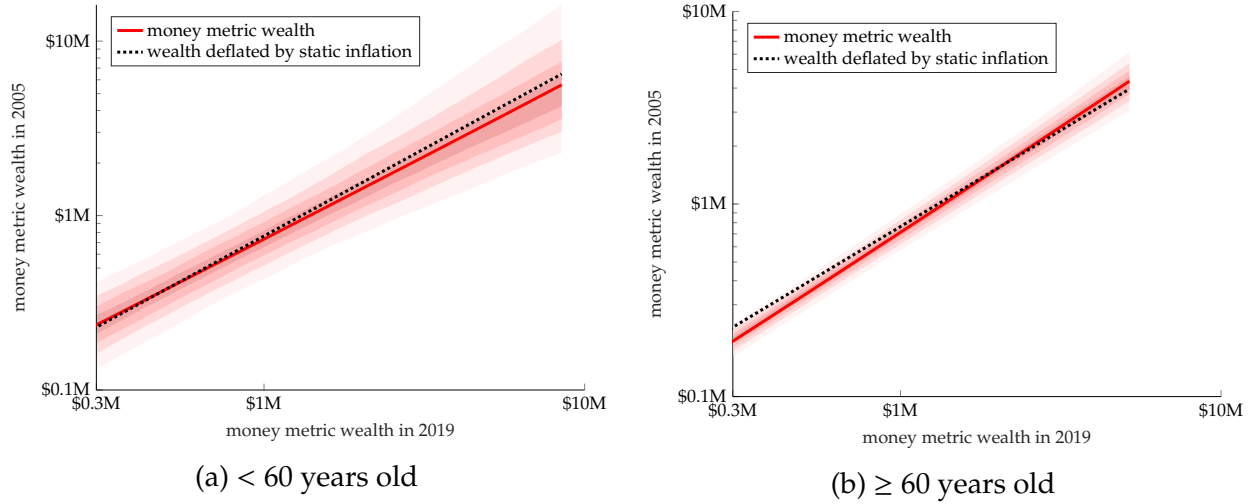 $10M
$1M
$0.1M
money metric wealth in 2005
money metric wealth
wealth deflated by static inflation
$0.3M
$1M
$10M
money metric wealth in 2019
(a) < 60 years old
$10M
$1M
$0.1M
money metric wealth in 2005
money metric wealth
wealth deflated by static inflation
$0.3M
$1M
$10M
money metric wealth in 2019
(b) ≥ 60 years old